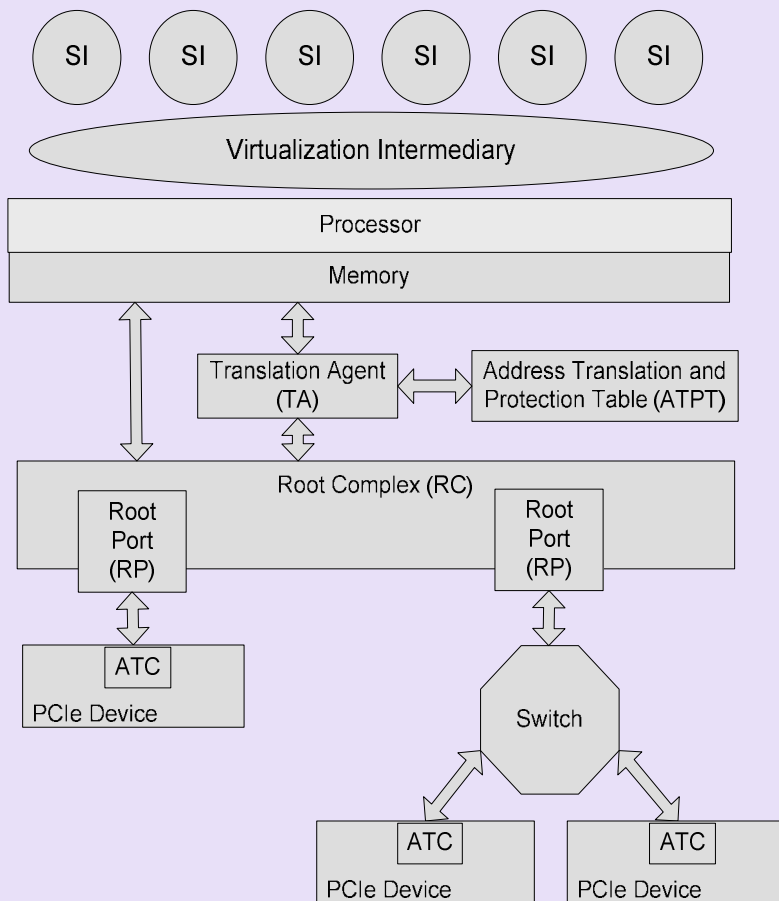 SI SI SI SI SI SI
Virtualization Intermediary
Processor
Memory
Translation Agent
(TA)
Address Translation and
Protection Table (ATPT)
Root Complex (RC)
Root
Port
(RP)
Root
Port
(RP)
ATC
PCIe Device
Switch
ATC
PCIe Device
ATC
PCIe Device